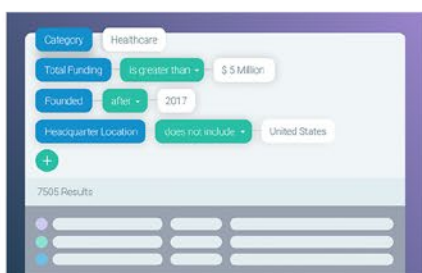 Category Healthcare
Total Funding is greater than $ 5 Million
Founded after 2017
Headquarter Location does not include United States
+
7505 Results